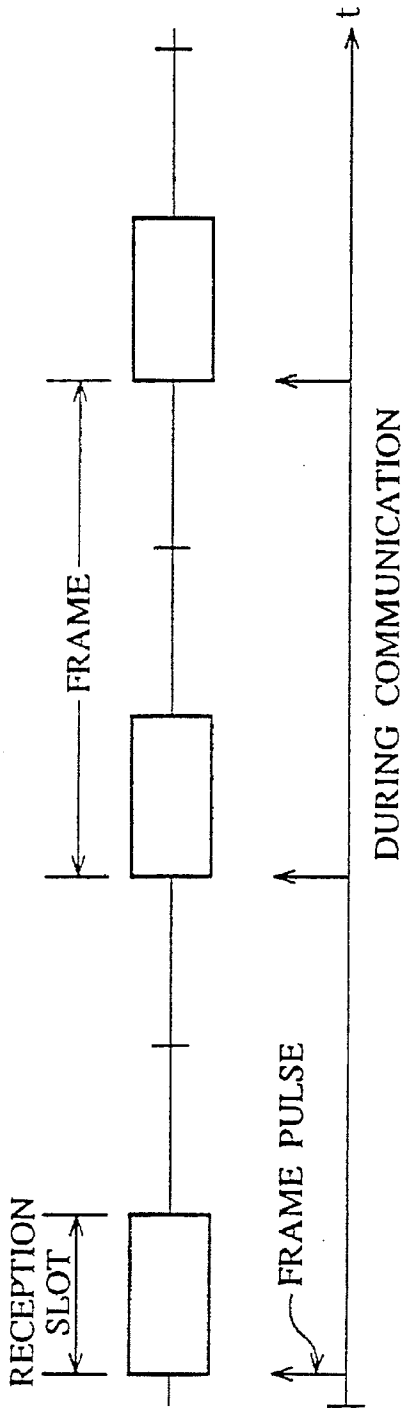 RECEPTION
SLOT
FRAME
FRAME PULSE
t
DURING COMMUNICATION